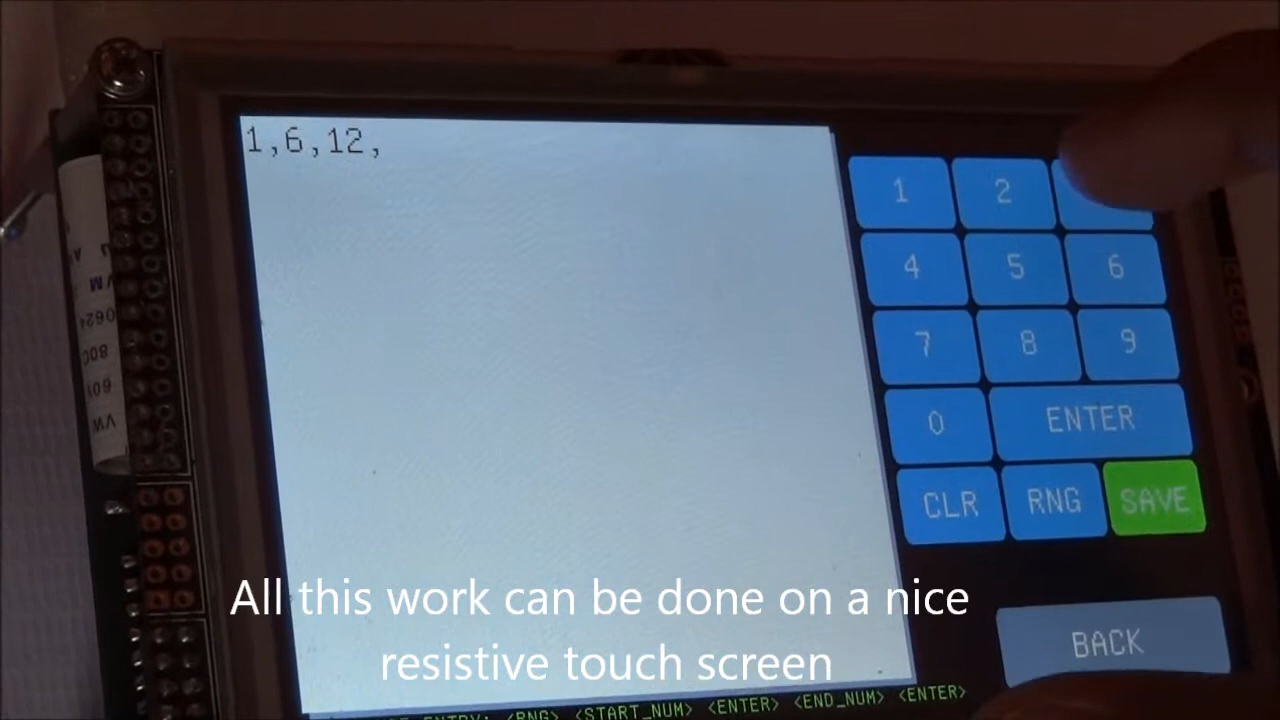 1,6,12,
1 2
4 5 6
7 8 9
0 ENTER
CLR RNG SAVE
BACK
All this work can be done on a nice
resistive touch screen
ENTRY: <RNG> <START_NUM> <ENTER> <END_NUM> <ENTER>